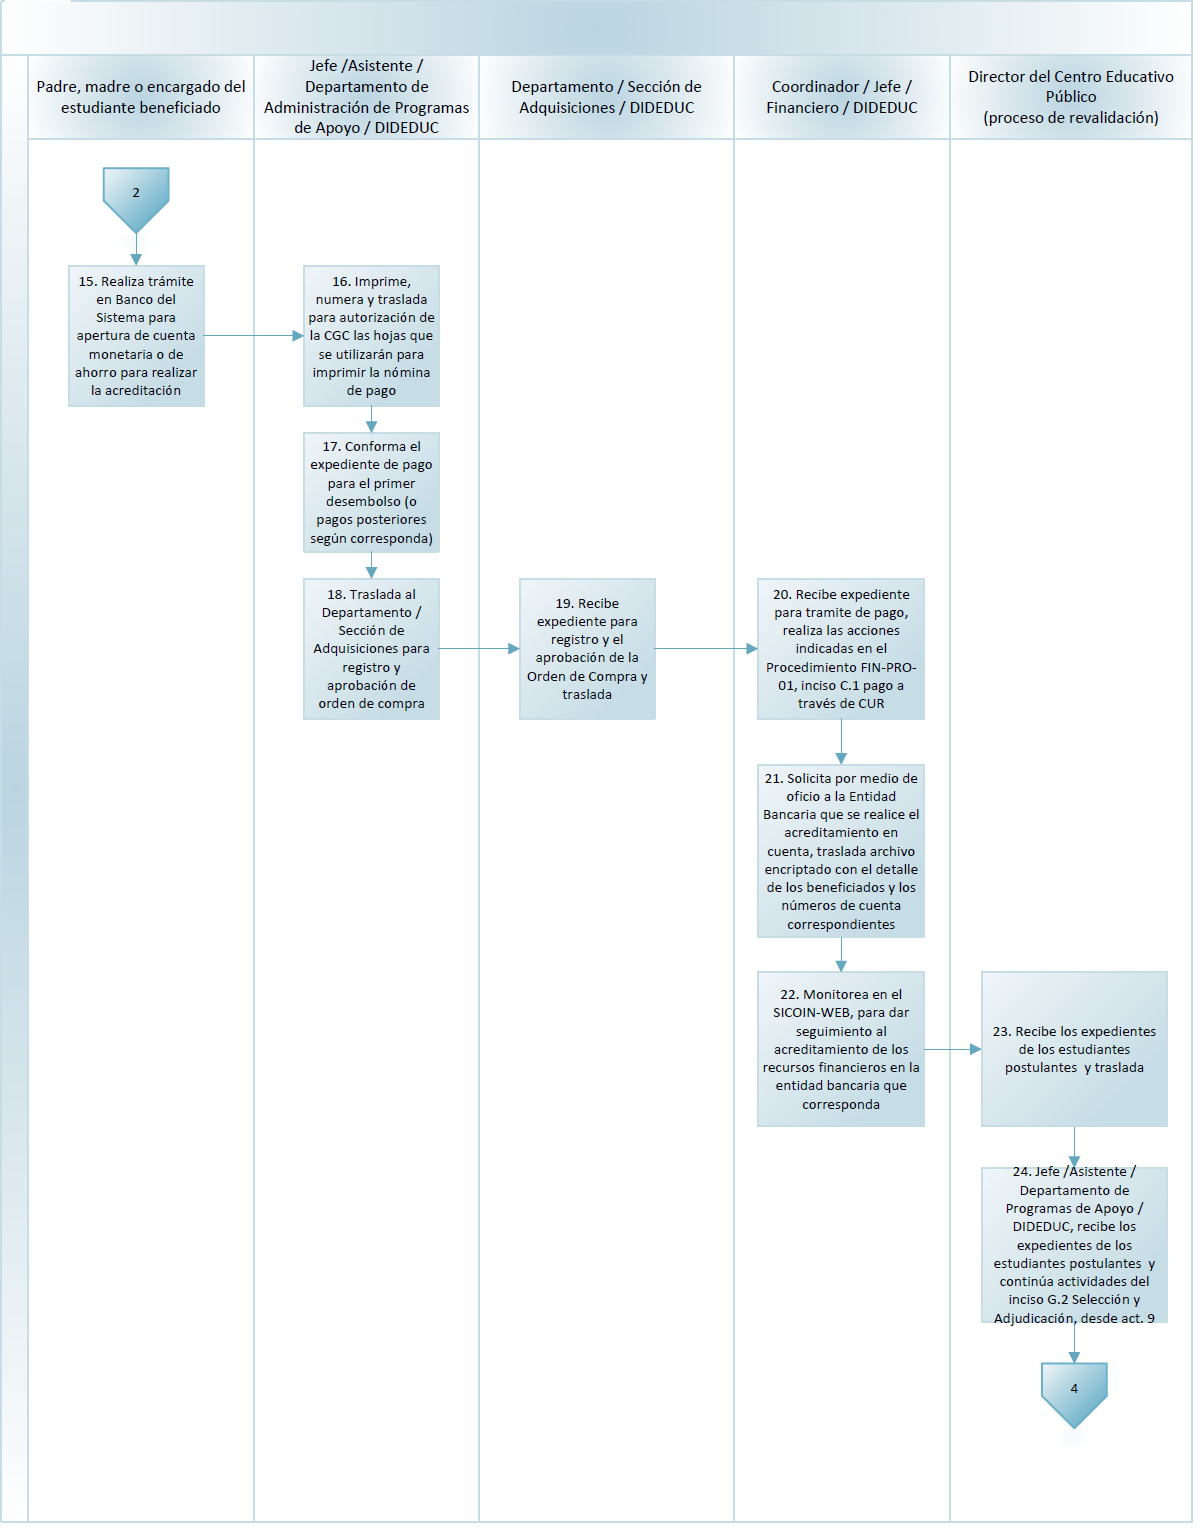 Padre, madre o encargado del
estudiante beneficiado
Jefe /Asistente /
Departamento de
Administración de Programas
de Apoyo / DIDEDUC
Departamento / Sección de
Adquisiciones / DIDEDUC
Coordinador / Jefe /
Financiero / DIDEDUC
Director del Centro Educativo
Público
(proceso de revalidación)
2
15. Realiza trámite
en Banco del
Sistema para
apertura de cuenta
monetaria o de
ahorro para realizar
la acreditación
16. Imprime,
numera y traslada
para autorización de
la CGC las hojas que
se utilizarán para
imprimir la nómina
de pago
17. Conforma el
expediente de pago
para el primer
desembolso (o
pagos posteriores
según corresponda)
18. Traslada al
Departamento /
Sección de
Adquisiciones para
registro y
aprobación de
orden de compra
19. Recibe
expediente para
registro y el
aprobación de la
Orden de Compra y
traslada
20. Recibe expediente
para tramite de pago,
realiza las acciones
indicadas en el
Procedimiento FIN-PRO-
01, inciso C.1 pago a
través de CUR
21. Solicita por medio de
oficio a la Entidad
Bancaria que se realice el
acreditamiento en
cuenta, traslada archivo
encriptado con el detalle
de los beneficiados y los
números de cuenta
correspondientes
22. Monitorea en el
SICOIN-WEB, para dar
seguimiento al
acreditamiento de los
recursos financieros en la
entidad bancaria que
corresponda
23. Recibe los expedientes
de los estudiantes
postulantes  y traslada
24. Jefe /Asistente /
Departamento de
Programas de Apoyo /
DIDEDUC, recibe los
expedientes de los
estudiantes postulantes  y
continúa actividades del
inciso G.2 Selección y
Adjudicación, desde act. 9
4